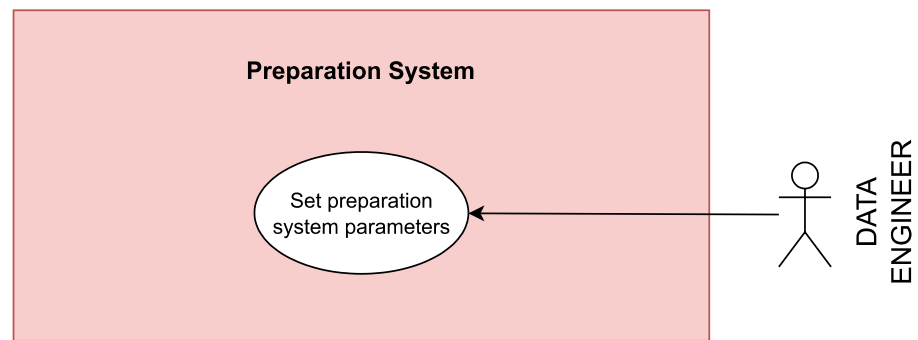 Preparation System
Set preparation
system parameters
DATA
ENGINEER